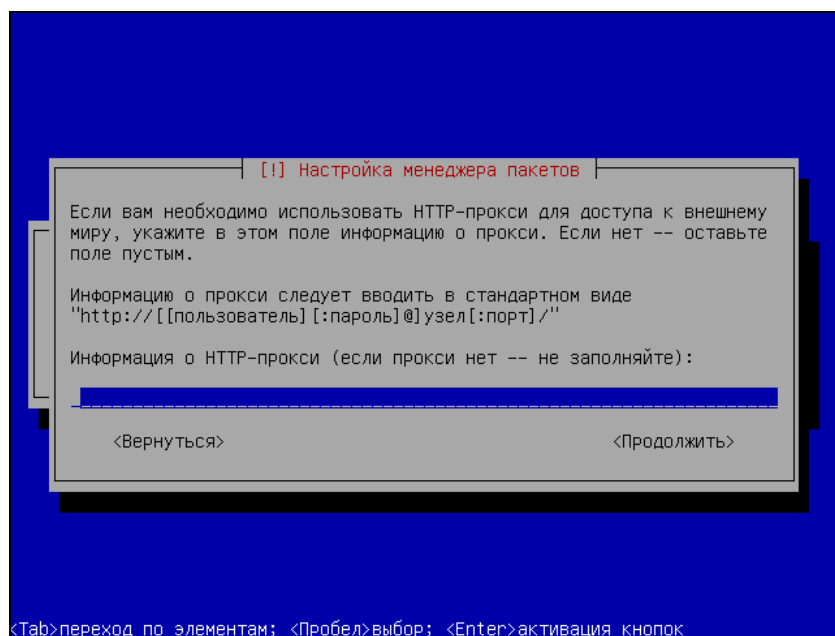 [!] Настройка менеджера пакетов
Если вам необходимо использовать HTTP-прокси для доступа к внешнему
миру, укажите в этом поле информацию о прокси. Если нет -- оставьте
поле пустым.
Информацию о прокси следует вводить в стандартном виде
"http://[[пользователь][:пароль]@]узел[:порт]/"
Информация о HTTP-прокси (если прокси нет -- не заполняйте):
<Вернуться> <Продолжить>
<Tab>переход по элементам; <Пробел>выбор; <Enter>активация кнопок